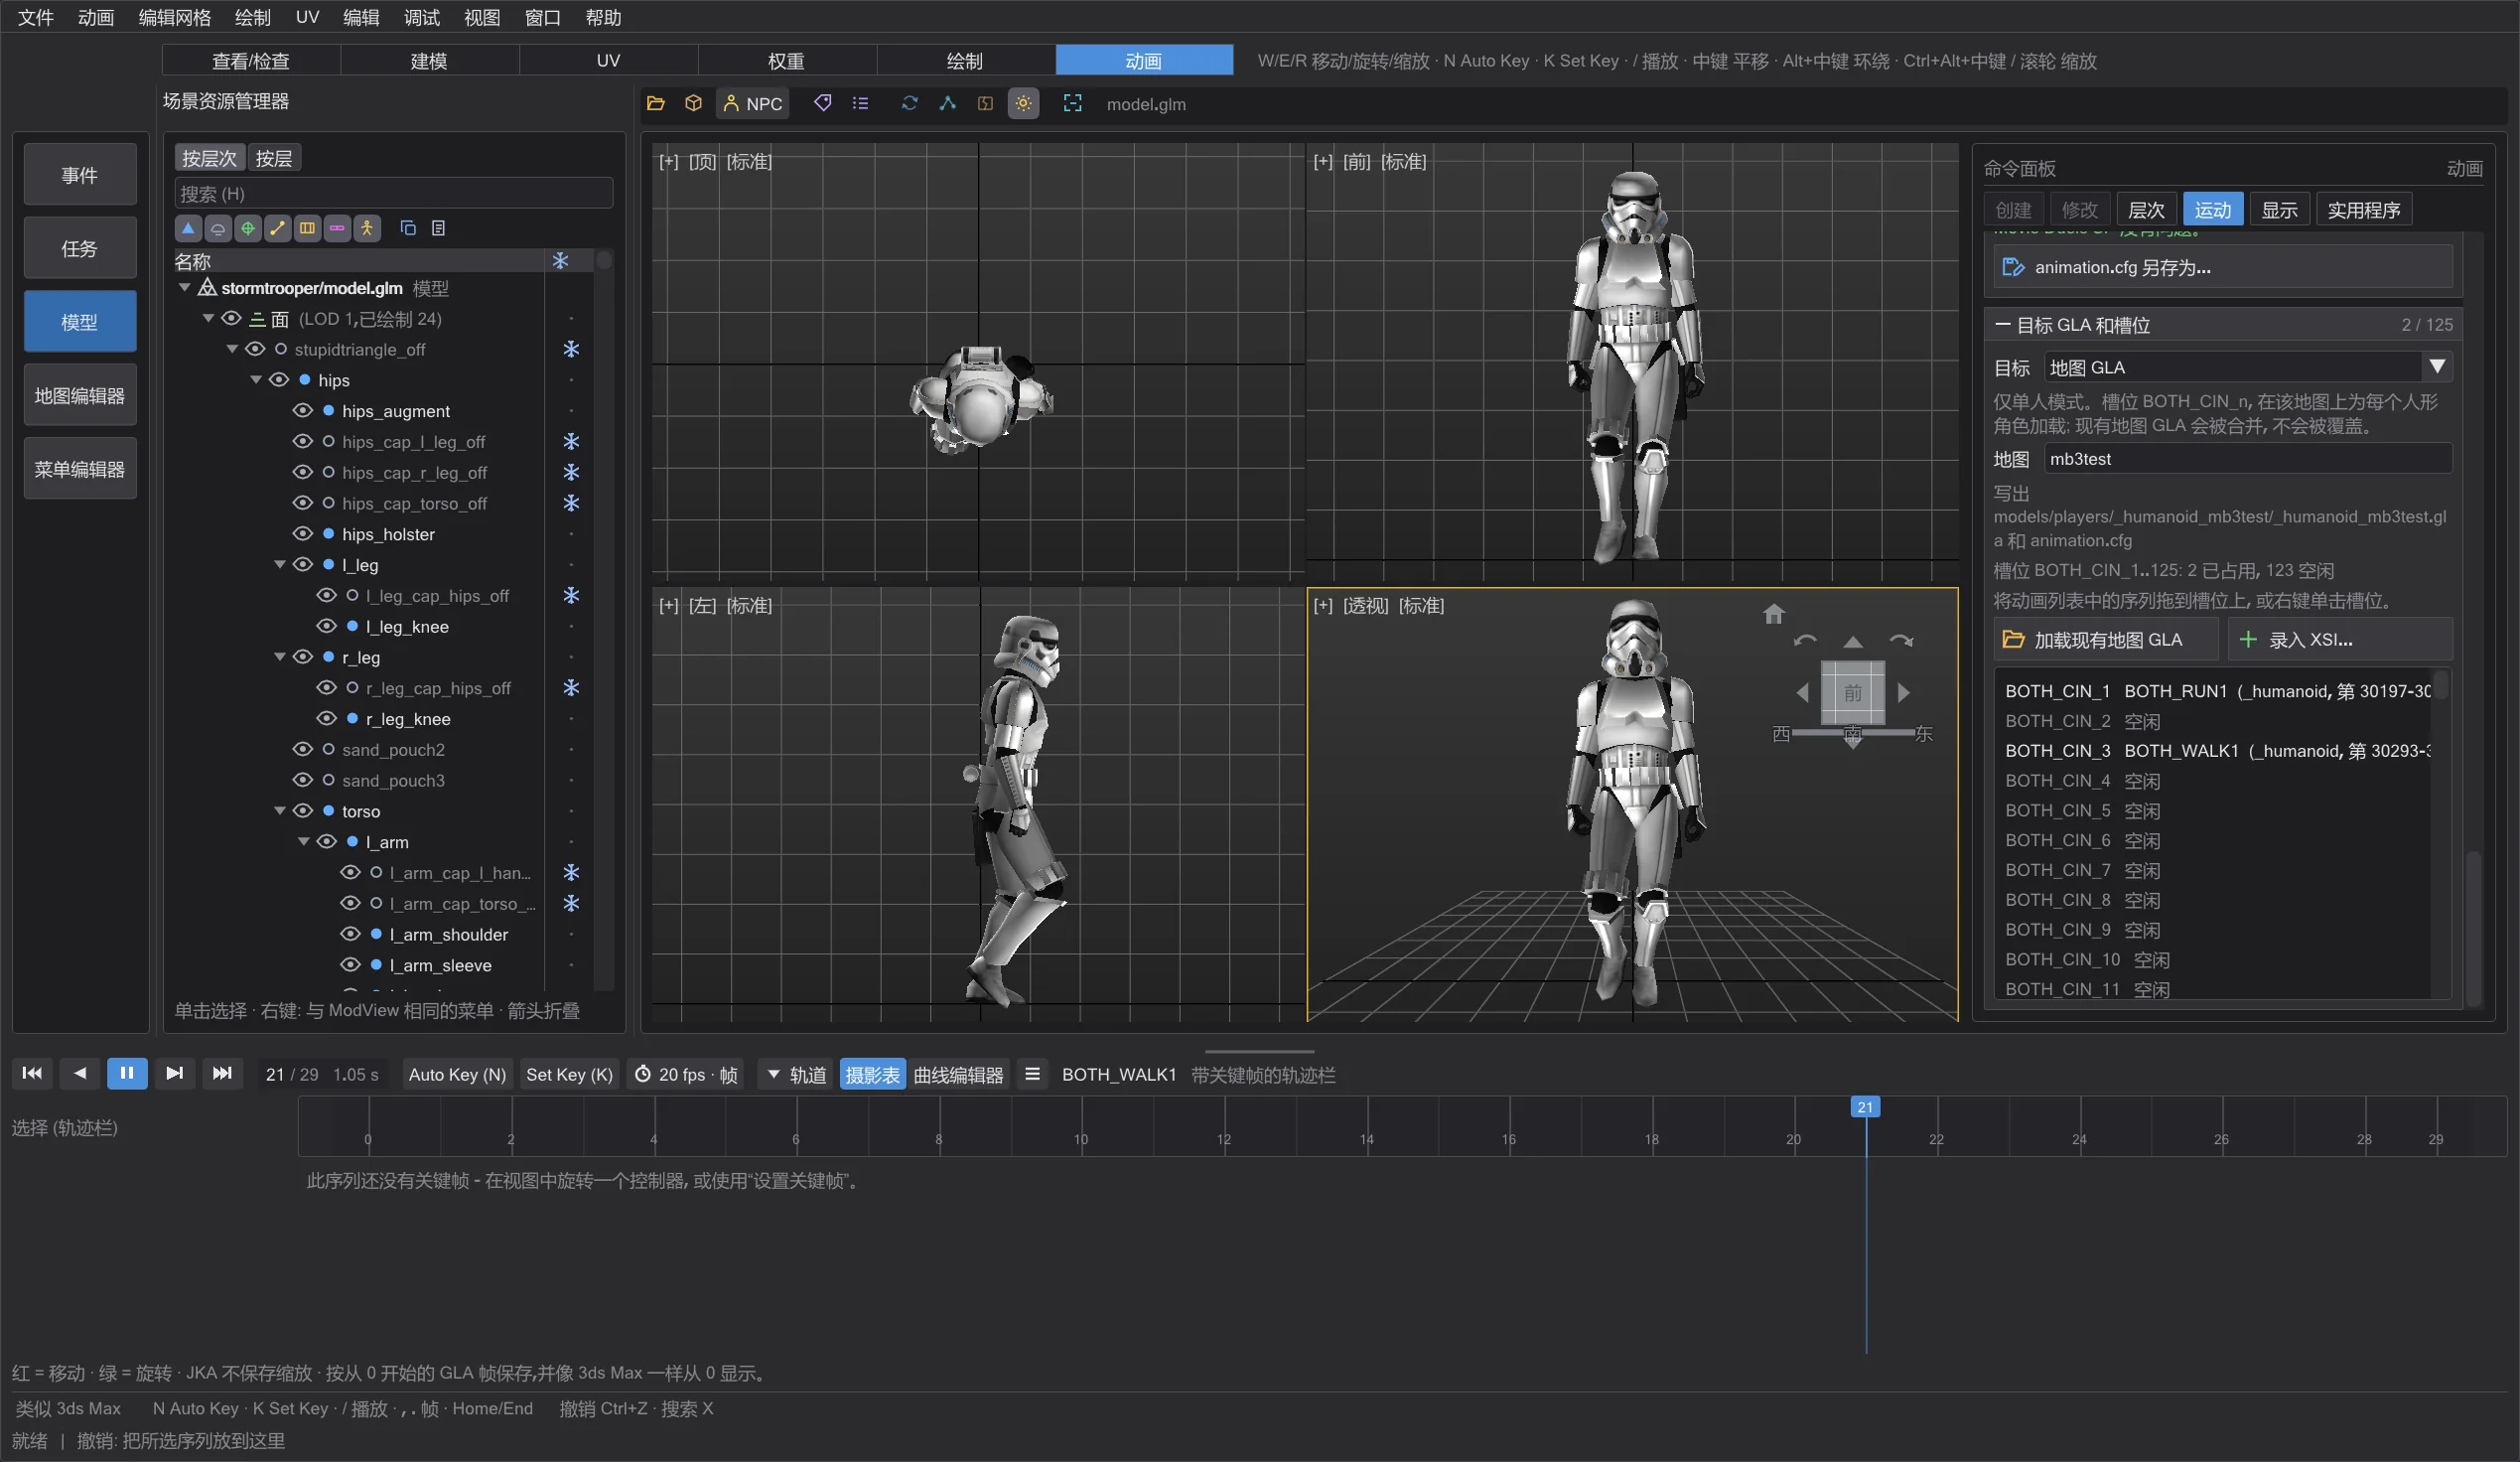 文件 动画 编辑网格 绘制 UV 编辑 调试 视图 窗口 帮助
查看/检查 建模 UV 权重 绘制 动画 W/E/R 移动/旋转/缩放 · N Auto Key · K Set Key · / 播放 · 中键 平移 · Alt+中键 环绕 · Ctrl+Alt+中键 / 滚轮 缩放
场景资源管理器
NPC model.glm
事件
任务
模型
地图编辑器
菜单编辑器
按层次 按层
搜索 (H)
名称
stormtrooper/model.glm 模型
面 (LOD 1,已绘制 24)
stupidtriangle_off
hips
hips_augment
hips_cap_l_leg_off
hips_cap_r_leg_off
hips_cap_torso_off
hips_holster
l_leg
l_leg_cap_hips_off
l_leg_knee
r_leg
r_leg_cap_hips_off
r_leg_knee
sand_pouch2
sand_pouch3
torso
l_arm
l_arm_cap_l_han...
l_arm_cap_torso_...
l_arm_shoulder
l_arm_sleeve
单击选择 · 右键: 与 ModView 相同的菜单 · 箭头折叠
[+] [顶] [标准]
[+] [前] [标准]
[+] [左] [标准]
[+] [透视] [标准]
前
西 南 东
命令面板 动画
创建 修改 层次 运动 显示 实用程序
animation.cfg 另存为...
目标 GLA 和槽位 2 / 125
目标 地图 GLA
仅单人模式。槽位 BOTH_CIN_n, 在该地图上为每个人形
角色加载: 现有地图 GLA 会被合并, 不会被覆盖。
地图 mb3test
写出
models/players/_humanoid_mb3test/_humanoid_mb3test.gl
a 和 animation.cfg
槽位 BOTH_CIN_1..125: 2 已占用, 123 空闲
将动画列表中的序列拖到槽位上, 或右键单击槽位。
加载现有地图 GLA 录入 XSI...
BOTH_CIN_1 BOTH_RUN1 (_humanoid, 第 30197-30
BOTH_CIN_2 空闲
BOTH_CIN_3 BOTH_WALK1 (_humanoid, 第 30293-3
BOTH_CIN_4 空闲
BOTH_CIN_5 空闲
BOTH_CIN_6 空闲
BOTH_CIN_7 空闲
BOTH_CIN_8 空闲
BOTH_CIN_9 空闲
BOTH_CIN_10 空闲
BOTH_CIN_11 空闲
21 / 29 1.05 s Auto Key (N) Set Key (K) 20 fps · 帧 轨道 摄影表 曲线编辑器 BOTH_WALK1 带关键帧的轨迹栏
选择 (轨迹栏)
21
0 2 4 6 8 10 12 14 16 18 20 22 24 26 28 29
此序列还没有关键帧 - 在视图中旋转一个控制器, 或使用“设置关键帧”。
红 = 移动 · 绿 = 旋转 · JKA 不保存缩放 · 按从 0 开始的 GLA 帧保存,并像 3ds Max 一样从 0 显示。
类似 3ds Max N Auto Key · K Set Key · / 播放 · , . 帧 · Home/End 撤销 Ctrl+Z · 搜索 X
就绪 | 撤销: 把所选序列放到这里